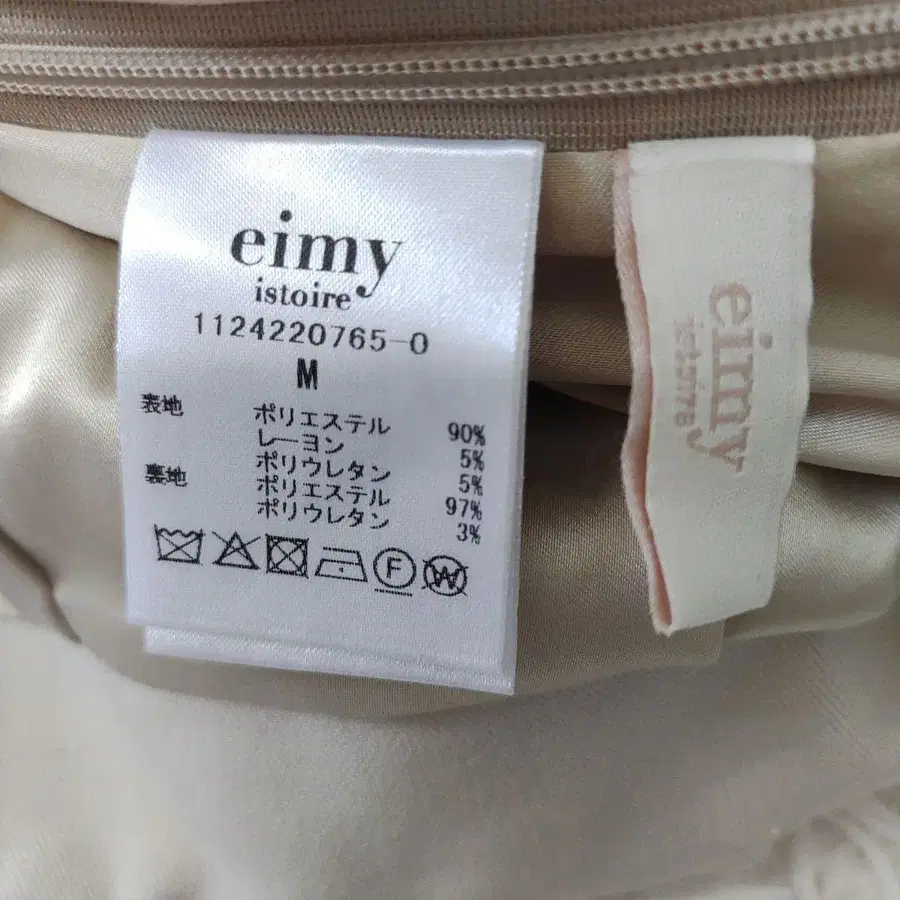 eimy
istoire
1124220765-0
M
表地 ポリエステル 90%
レーヨン 5%
ポリウレタン 5%
裏地 ポリエステル 97%
ポリウレタン 3%
F W
eimy
istoire